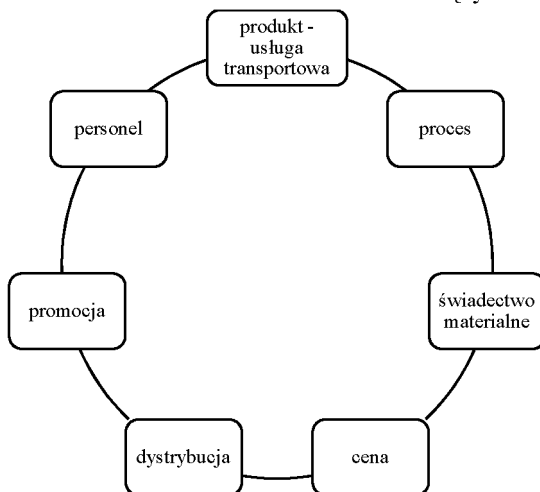 produkt -
usługa
transportowa
personel
proces
promocja
świadectwo
materialne
dystrybucja
cena